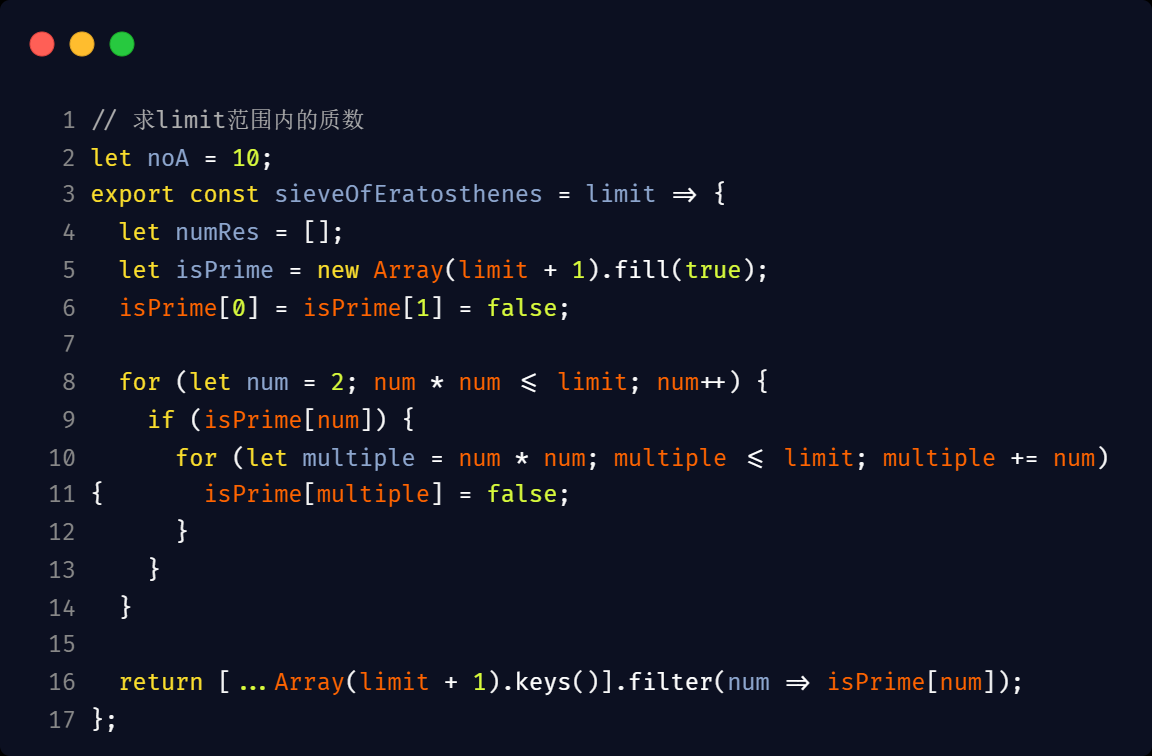 1 // 求limit范围内的质数
2 let noA = 10;
3 export const sieveOfEratosthenes = limit => {
4   let numRes = [];
5   let isPrime = new Array(limit + 1).fill(true);
6   isPrime[0] = isPrime[1] = false;
7
8   for (let num = 2; num * num <= limit; num++) {
9     if (isPrime[num]) {
10       for (let multiple = num * num; multiple <= limit; multiple += num)
11 {       isPrime[multiple] = false;
12       }
13     }
14   }
15
16   return [...Array(limit + 1).keys()].filter(num => isPrime[num]);
17 };